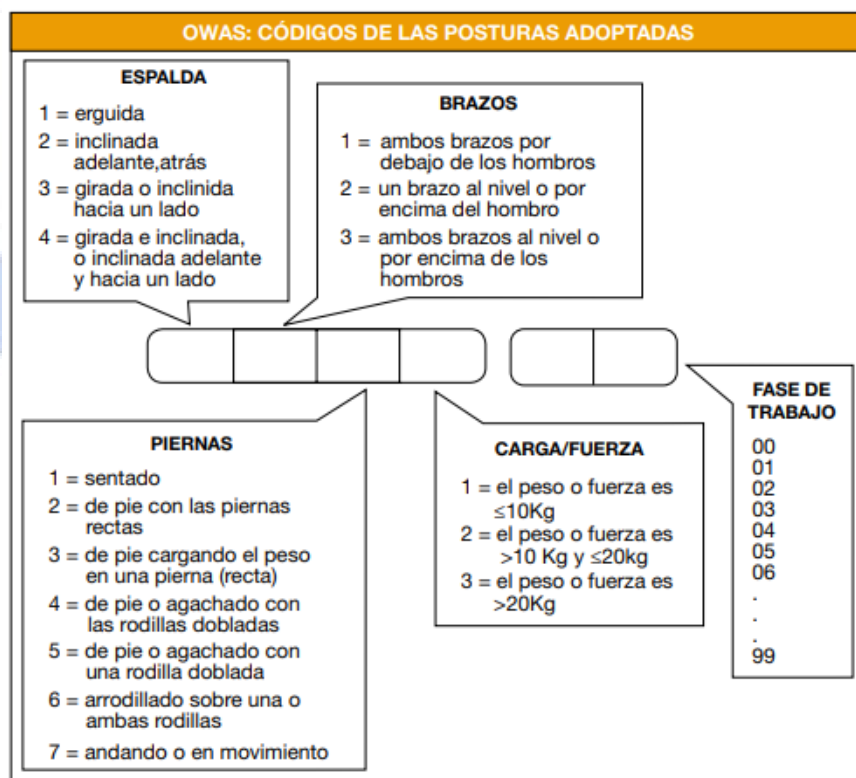 OWAS: CÓDIGOS DE LAS POSTURAS ADOPTADAS
ESPALDA
1 = erguida
2 = inclinada
adelante,atrás
3 = girada o inclinida
hacia un lado
4 = girada e inclinada,
o inclinada adelante
y hacia un lado
BRAZOS
1 = ambos brazos por
debajo de los hombros
2 = un brazo al nivel o por
encima del hombro
3 = ambos brazos al nivel o
por encima de los
hombros
PIERNAS
1 = sentado
2 = de pie con las piernas
rectas
3 = de pie cargando el peso
en una pierna (recta)
4 = de pie o agachado con
las rodillas dobladas
5 = de pie o agachado con
una rodilla doblada
6 = arrodillado sobre una o
ambas rodillas
7 = andando o en movimiento
CARGA/FUERZA
1 = el peso o fuerza es
≤10Kg
2 = el peso o fuerza es
>10 Kg y ≤20kg
3 = el peso o fuerza es
>20Kg
FASE DE
TRABAJO
00
01
02
03
04
05
06
.
.
.
99